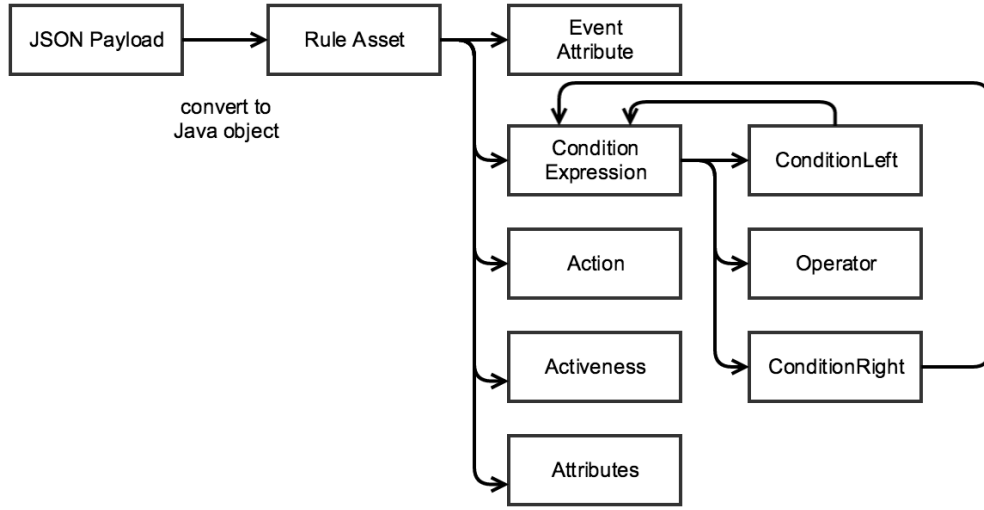 JSON Payload
Rule Asset
Event
Attribute
convert to
Java object
Condition
Expression
ConditionLeft
Action
Operator
Activeness
ConditionRight
Attributes